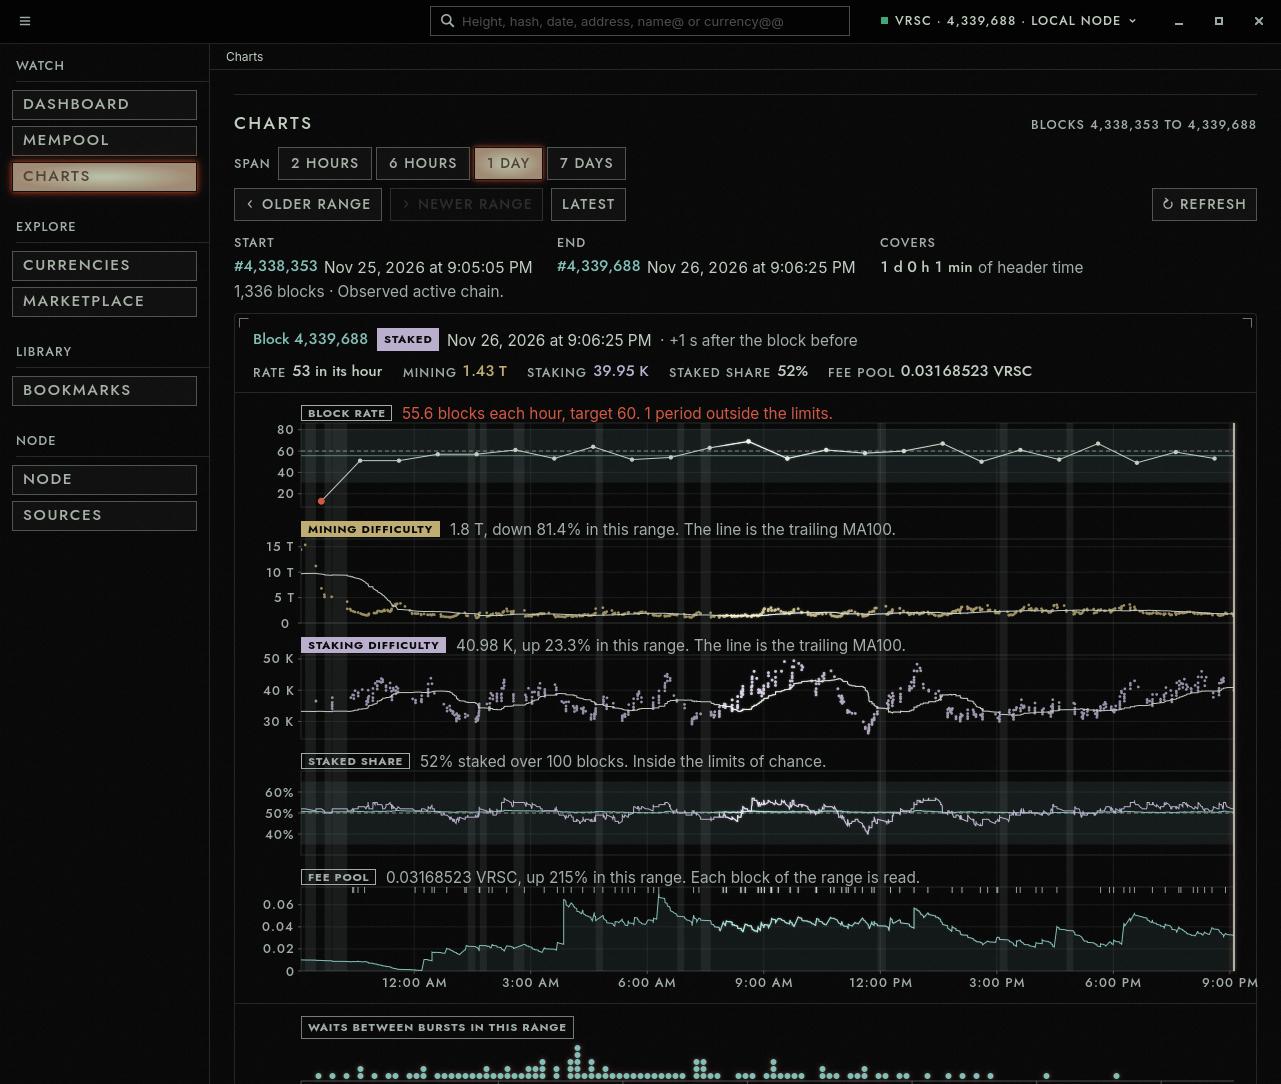 Height, hash, date, address, name@ or currency@@
VRSC · 4,339,688 · LOCAL NODE
WATCH
DASHBOARD
MEMPOOL
CHARTS
EXPLORE
CURRENCIES
MARKETPLACE
LIBRARY
BOOKMARKS
NODE
NODE
SOURCES
Charts
CHARTS
BLOCKS 4,338,353 TO 4,339,688
SPAN 2 HOURS 6 HOURS 1 DAY 7 DAYS
‹ OLDER RANGE › NEWER RANGE LATEST ↻ REFRESH
START END COVERS
#4,338,353 Nov 25, 2026 at 9:05:05 PM #4,339,688 Nov 26, 2026 at 9:06:25 PM 1 d 0 h 1 min of header time
1,336 blocks · Observed active chain.
Block 4,339,688 STAKED Nov 26, 2026 at 9:06:25 PM · +1 s after the block before
RATE 53 in its hour MINING 1.43 T STAKING 39.95 K STAKED SHARE 52% FEE POOL 0.03168523 VRSC
BLOCK RATE 55.6 blocks each hour, target 60. 1 period outside the limits.
80
60
40
20
MINING DIFFICULTY 1.8 T, down 81.4% in this range. The line is the trailing MA100.
15 T
10 T
5 T
0
STAKING DIFFICULTY 40.98 K, up 23.3% in this range. The line is the trailing MA100.
50 K
40 K
30 K
STAKED SHARE 52% staked over 100 blocks. Inside the limits of chance.
60%
50%
40%
FEE POOL 0.03168523 VRSC, up 215% in this range. Each block of the range is read.
0.06
0.04
0.02
0
12:00 AM 3:00 AM 6:00 AM 9:00 AM 12:00 PM 3:00 PM 6:00 PM 9:00 PM
WAITS BETWEEN BURSTS IN THIS RANGE